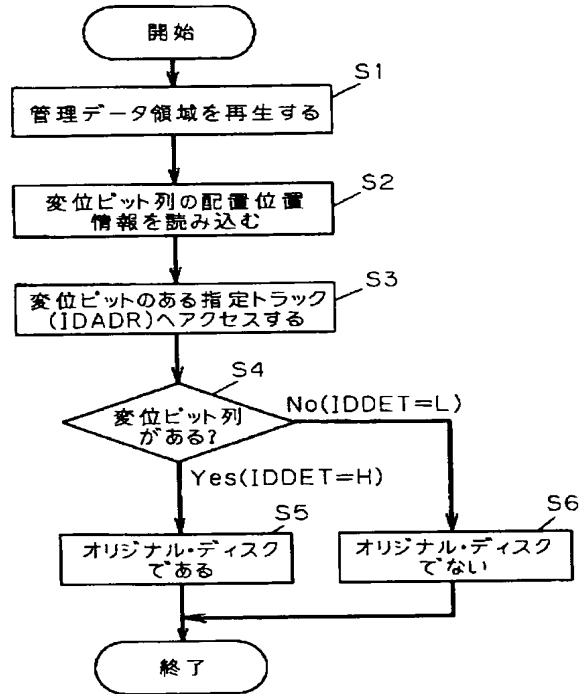 開始
S1
管理データ領域を再生する
S2
変位ピット列の配置位置
情報を読み込む
S3
変位ピットのある指定トラック
(IDADR)へアクセスする
S4
変位ピット列
がある?
No(IDDET=L)
Yes(IDDET=H)
S5
オリジナル・ディスク
である
S6
オリジナル・ディスク
でない
終了